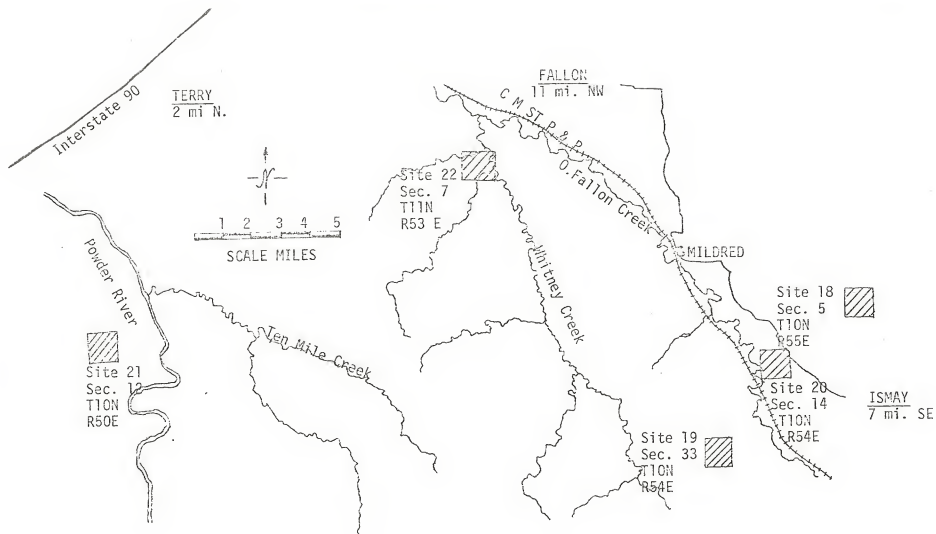 Interstate 90
TERRY
2 mi N.
FALLON
11 mi. NW
C M ST P & P
O.Fallon Creek
N
1 2 3 4 5
SCALE MILES
Site 22
Sec. 7
T11N
R53 E
Whitney Creek
MILDRED
Powder River
Ten Mile Creek
Site 18
Sec. 5
T10N
R55E
Site 21
Sec.
T10N
R50E
Site 20
Sec. 14
T10N
R54E
ISMAY
7 mi. SE
Site 19
Sec. 33
T10N
R54E